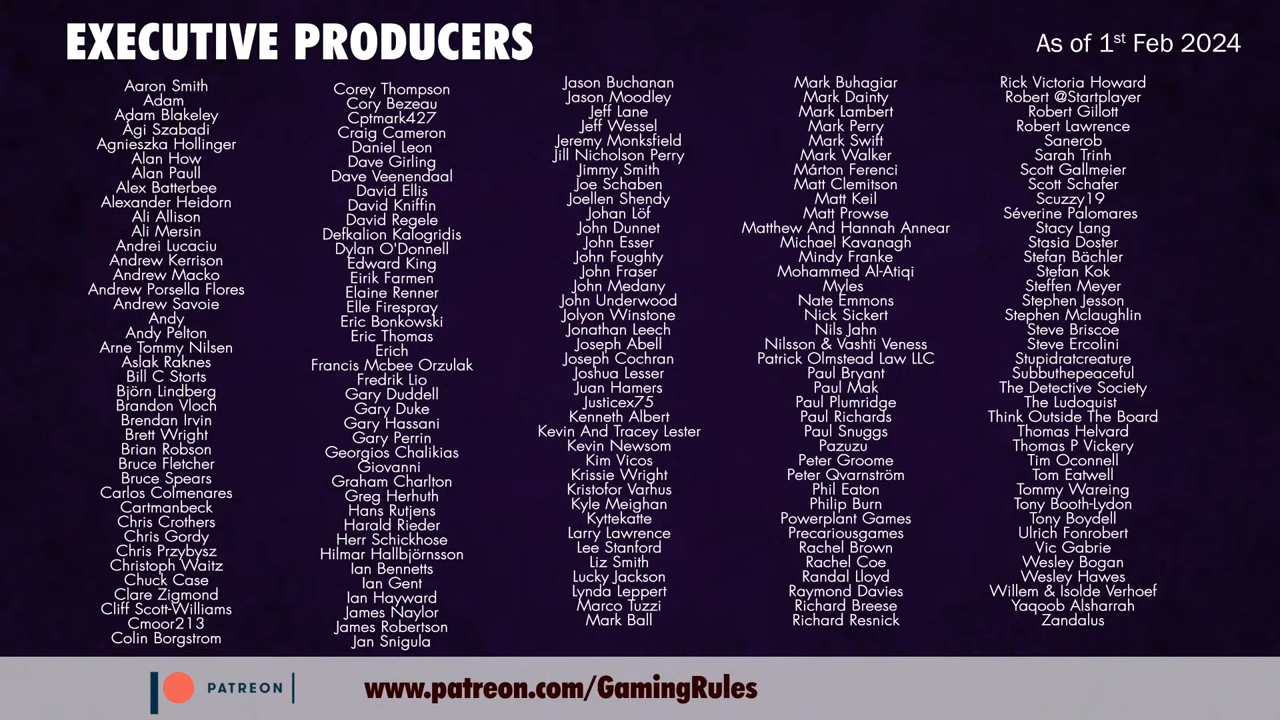 EXECUTIVE PRODUCERS
As of 1st Feb 2024
Aaron Smith
Adam
Adam Blakeley
Agi Szabadi
Agnieszka Hollinger
Alan How
Alan Paull
Alex Batterbee
Alexander Heidorn
Ali Allison
Ali Mersin
Andrei Lucaciu
Andrew Kerrison
Andrew Macko
Andrew Porsella Flores
Andrew Savoie
Andy
Andy Pelton
Arne Tommy Nilsen
Aslak Raknes
Bill C Storts
Björn Lindberg
Brandon Vloch
Brendan Irvin
Brett Wright
Brian Robson
Bruce Fletcher
Bruce Spears
Carlos Colmenares
Cartmanbeck
Chris Crothers
Chris Gordy
Chris Przybysz
Christoph Waitz
Chuck Case
Clare Zigmond
Cliff Scott-Williams
Cmoor213
Colin Borgstrom
Corey Thompson
Cory Bezeau
Cptmark427
Craig Cameron
Daniel Leon
Dave Girling
Dave Veenendaal
David Ellis
David Kniffin
David Regele
Defkalion Kalogridis
Dylan O'Donnell
Edward King
Eirik Farmen
Elaine Renner
Elle Firespray
Eric Bonkowski
Eric Thomas
Erich
Francis Mcbee Orzulak
Fredrik Lio
Gary Duddell
Gary Duke
Gary Hassani
Gary Perrin
Georgios Chalikias
Giovanni
Graham Charlton
Greg Herhuth
Hans Rutjens
Harald Rieder
Herr Schickhose
Hilmar Hallbjörnsson
Ian Bennetts
Ian Gent
Ian Hayward
James Naylor
James Robertson
Jan Snigula
Jason Buchanan
Jason Moodley
Jeff Lane
Jeff Wessel
Jeremy Monksfield
Jill Nicholson Perry
Jimmy Smith
Joe Schaben
Joellen Shendy
Johan Löf
John Dunnet
John Esser
John Foughty
John Fraser
John Medany
John Underwood
Jolyon Winstone
Jonathan Leech
Joseph Abell
Joseph Cochran
Joshua Lesser
Juan Hamers
Justicex75
Kenneth Albert
Kevin And Tracey Lester
Kevin Newsom
Kim Vicos
Krissie Wright
Kristofor Varhus
Kyle Meighan
Kyttekatte
Larry Lawrence
Lee Stanford
Liz Smith
Lucky Jackson
Lynda Leppert
Marco Tuzzi
Mark Ball
Mark Buhagiar
Mark Dainty
Mark Lambert
Mark Perry
Mark Swift
Mark Walker
Márton Ferenci
Matt Clemitson
Matt Keil
Matt Prowse
Matthew And Hannah Annear
Michael Kavanagh
Mindy Franke
Mohammed Al-Atiqi
Myles
Nate Emmons
Nick Sickert
Nils Jahn
Nilsson & Vashti Veness
Patrick Olmstead Law LLC
Paul Bryant
Paul Mak
Paul Plumridge
Paul Richards
Paul Snuggs
Pazuzu
Peter Groome
Peter Qvarnström
Phil Eaton
Philip Burn
Powerplant Games
Precariousgames
Rachel Brown
Rachel Coe
Randal Lloyd
Raymond Davies
Richard Breese
Richard Resnick
Rick Victoria Howard
Robert @Startplayer
Robert Gillott
Robert Lawrence
Sanerob
Sarah Trinh
Scott Gallmeier
Scott Schafer
Scuzzy19
Séverine Palomares
Stacy Lang
Stasia Doster
Stefan Bächler
Stefan Kok
Steffen Meyer
Stephen Jesson
Stephen Mclaughlin
Steve Briscoe
Steve Ercolini
Stupidratcreature
Subbuthepeaceful
The Detective Society
The Ludoquist
Think Outside The Board
Thomas Helvard
Thomas P Vickery
Tim Oconnell
Tom Eatwell
Tommy Wareing
Tony Booth-Lydon
Tony Boydell
Ulrich Fonrobert
Vic Gabrie
Wesley Bogan
Wesley Hawes
Willem & Isolde Verhoef
Yaqoob Alsharrah
Zandalus
PATREON
www.patreon.com/GamingRules